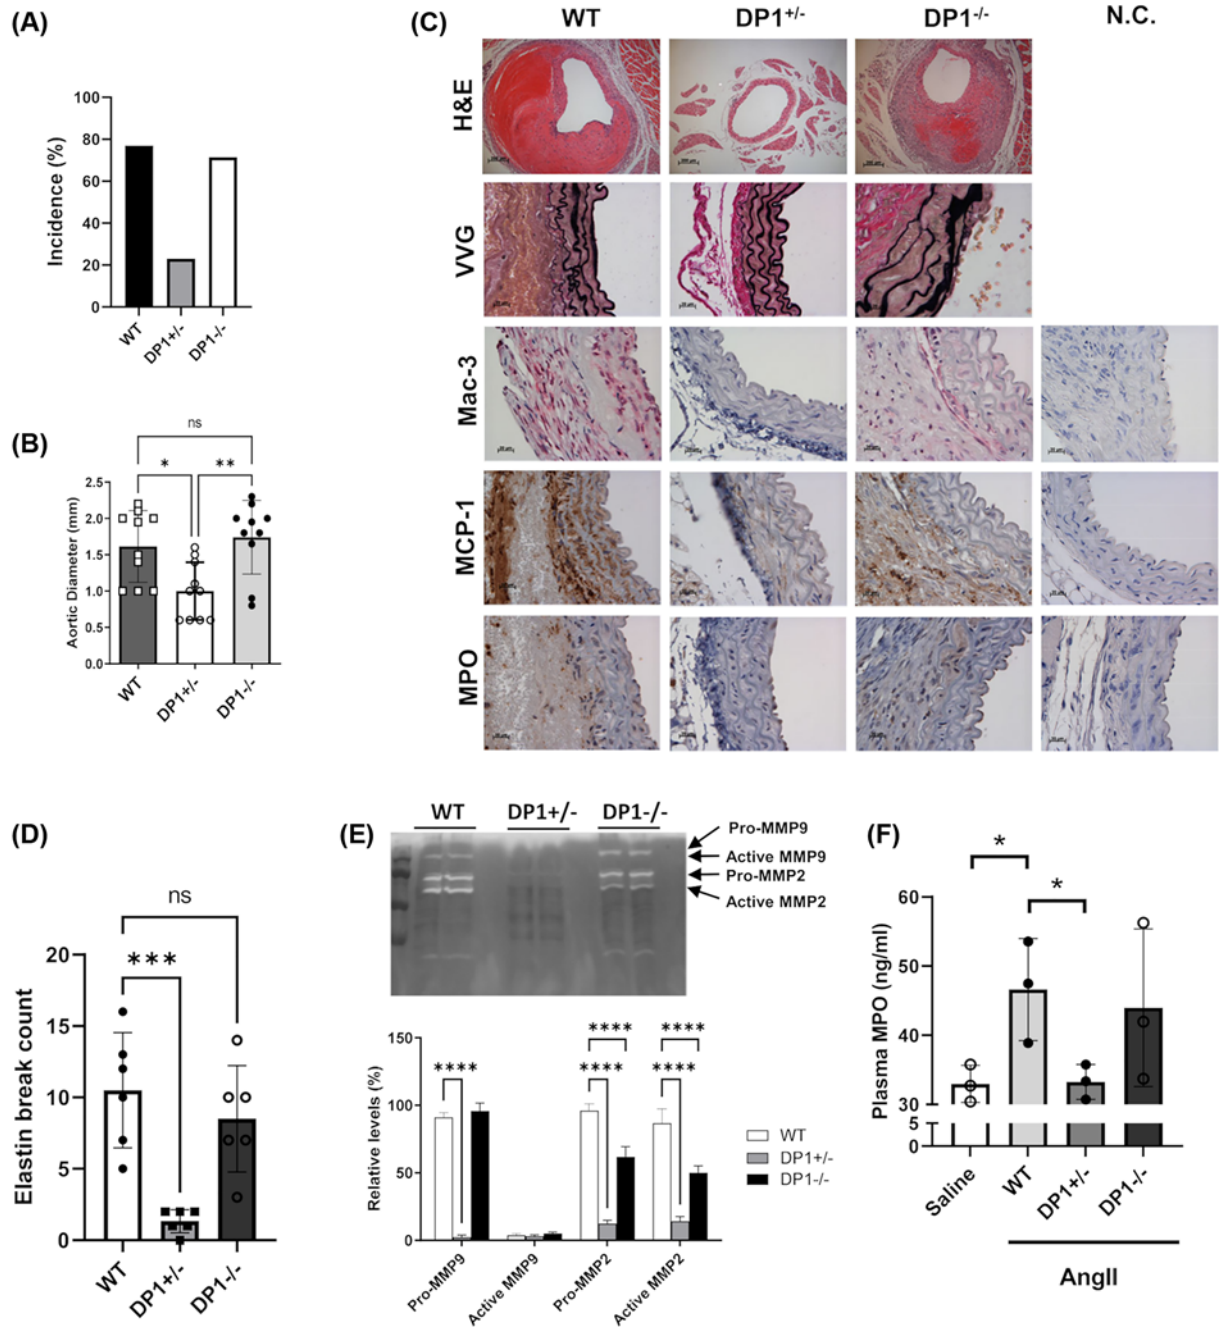 (A)
Incidence (%)
100
80
60
40
20
0
WT
DP1+/-
DP1-/-
(B)
ns
*
**
Aortic Diameter (mm)
2.5
2.0
1.5
1.0
0.5
0.0
WT
DP1+/-
DP1-/-
(C)
WT
DP1+/-
DP1-/-
N.C.
H&E
VVG
Mac-3
MCP-1
MPO
(D)
ns
***
Elastin break count
20
15
10
5
0
WT
DP1+/-
DP1-/-
(E)
WT
DP1+/-
DP1-/-
Pro-MMP9
Active MMP9
Pro-MMP2
Active MMP2
Relative levels (%)
150
100
50
0
****
****
****
****
****
Pro-MMP9
Active MMP9
Pro-MMP2
Active MMP2
WT
DP1+/-
DP1-/-
(F)
*
*
Plasma MPO (ng/ml)
60
50
40
30
5
0
Saline
WT
DP1+/-
DP1-/-
AngII